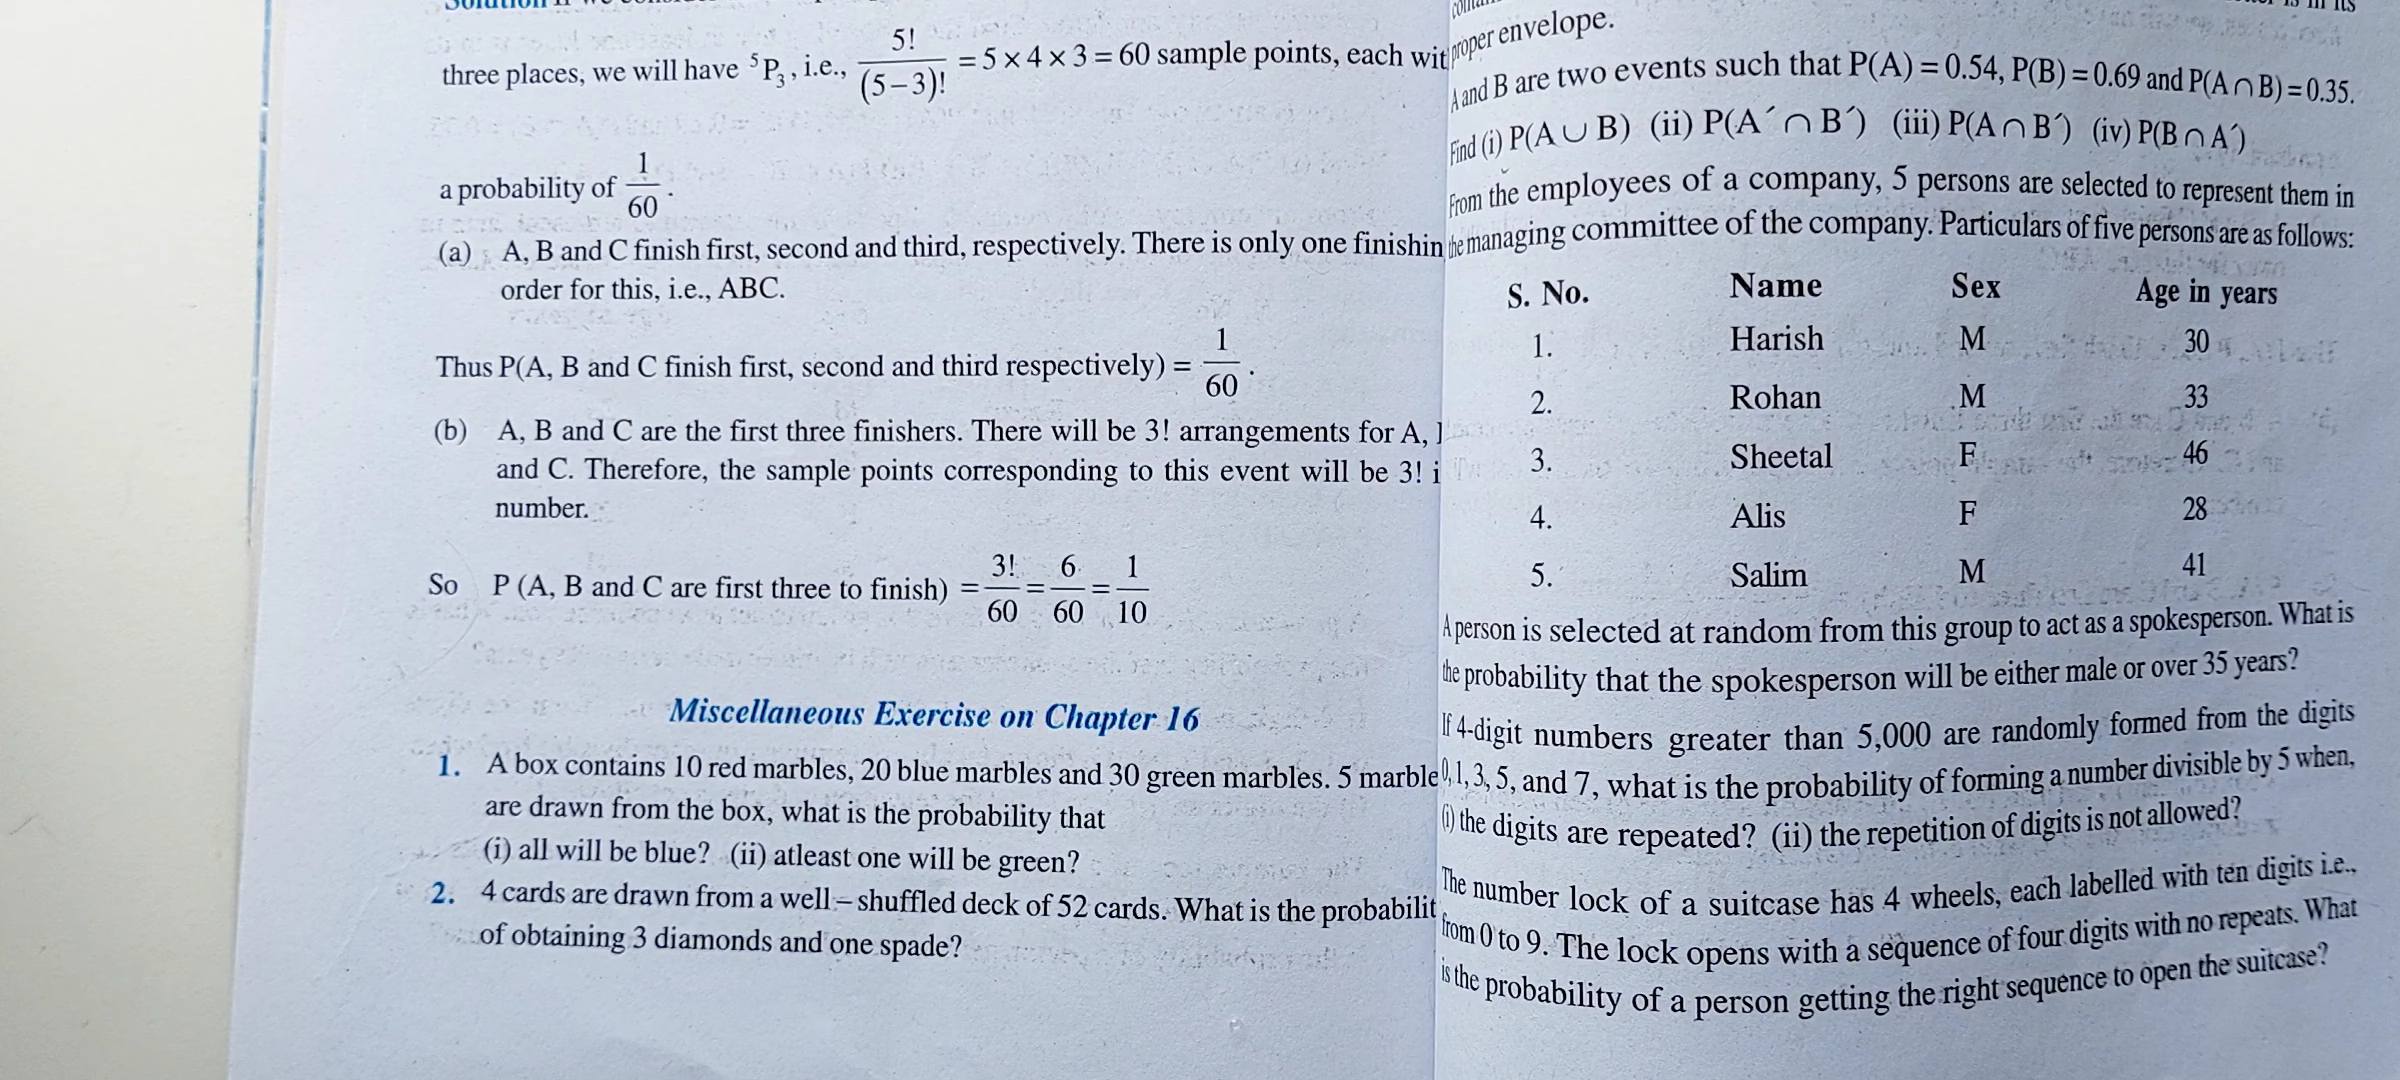 three places, we will have ⁵P₃, i.e., 5!/(5−3)! = 5 × 4 × 3 = 60 sample points, each wit
a probability of 1/60.
(a) A, B and C finish first, second and third, respectively. There is only one finishin
order for this, i.e., ABC.
Thus P(A, B and C finish first, second and third respectively) = 1/60.
(b) A, B and C are the first three finishers. There will be 3! arrangements for A,
and C. Therefore, the sample points corresponding to this event will be 3! i
number.
So P (A, B and C are first three to finish) = 3!/60 = 6/60 = 1/10
Miscellaneous Exercise on Chapter 16
1. A box contains 10 red marbles, 20 blue marbles and 30 green marbles. 5 marble
are drawn from the box, what is the probability that
(i) all will be blue? (ii) atleast one will be green?
2. 4 cards are drawn from a well – shuffled deck of 52 cards. What is the probabilit
of obtaining 3 diamonds and one spade?
proper envelope.
A and B are two events such that P(A) = 0.54, P(B) = 0.69 and P(A ∩ B) = 0.35.
Find (i) P(A ∪ B) (ii) P(A´ ∩ B´) (iii) P(A ∩ B´) (iv) P(B ∩ A´)
From the employees of a company, 5 persons are selected to represent them in
the managing committee of the company. Particulars of five persons are as follows:
S. No. Name Sex Age in years
1. Harish M 30
2. Rohan M 33
3. Sheetal F 46
4. Alis F 28
5. Salim M 41
A person is selected at random from this group to act as a spokesperson. What is
the probability that the spokesperson will be either male or over 35 years?
If 4-digit numbers greater than 5,000 are randomly formed from the digits
0, 1, 3, 5, and 7, what is the probability of forming a number divisible by 5 when,
(i) the digits are repeated? (ii) the repetition of digits is not allowed?
The number lock of a suitcase has 4 wheels, each labelled with ten digits i.e.,
from 0 to 9. The lock opens with a sequence of four digits with no repeats. What
is the probability of a person getting the right sequence to open the suitcase?